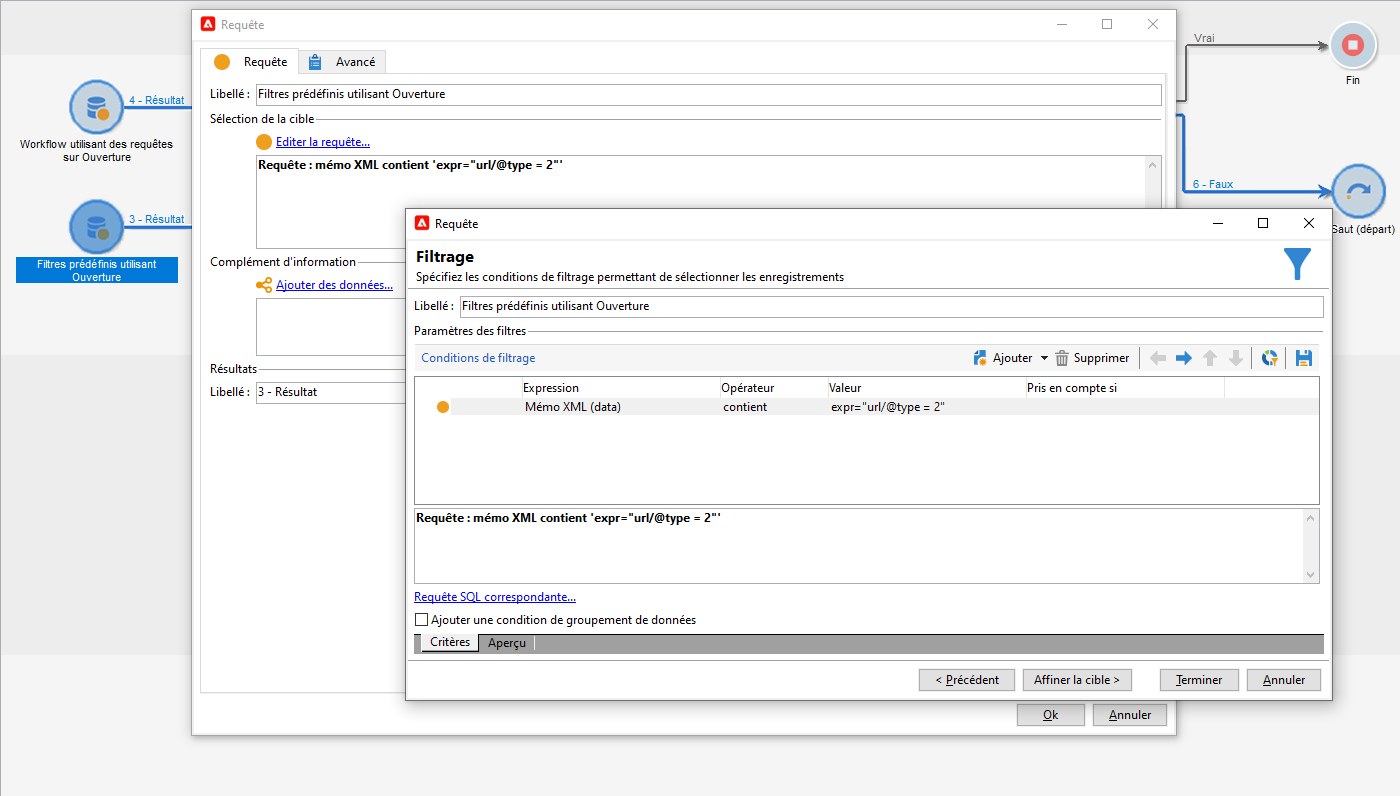 Requête
Requête
Avancé
Libellé :
Filtres prédéfinis utilisant Ouverture
Sélection de la cible
Editer la requête...
Requête : mémo XML contient 'expr="url/@type = 2"'
Complément d'information
Ajouter des données...
Résultats
Libellé :
3 - Résultat
Ok
Annuler
4 - Résultat
Workflow utilisant des requêtes
sur Ouverture
3 - Résultat
Filtres prédéfinis utilisant
Ouverture
Vrai
Fin
6 - Faux
Saut (départ)
Requête
Filtrage
Spécifiez les conditions de filtrage permettant de sélectionner les enregistrements
Libellé :
Filtres prédéfinis utilisant Ouverture
Paramètres des filtres
Conditions de filtrage
Ajouter
Supprimer
Expression
Opérateur
Valeur
Pris en compte si
Mémo XML (data)
contient
expr="url/@type = 2"
Requête : mémo XML contient 'expr="url/@type = 2"'
Requête SQL correspondante...
Ajouter une condition de groupement de données
Critères
Aperçu
< Précédent
Affiner la cible >
Terminer
Annuler